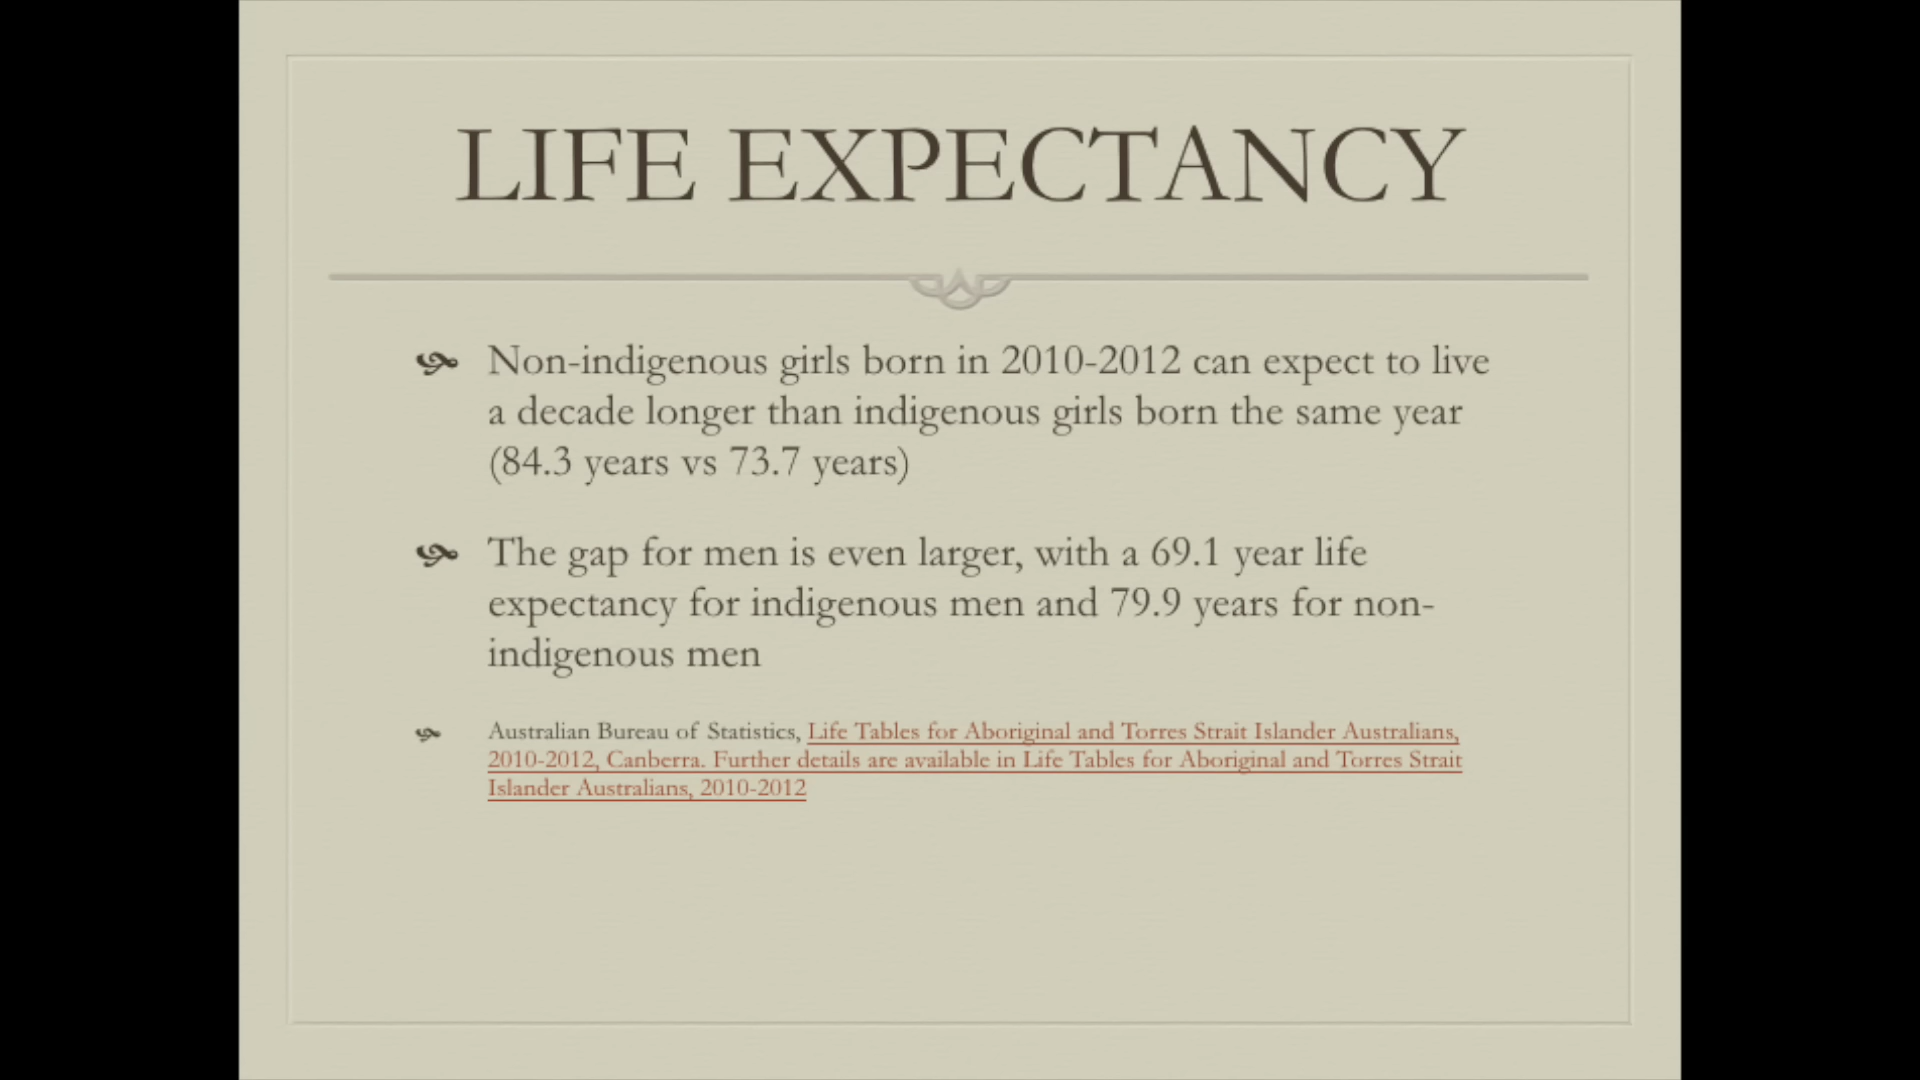 LIFE EXPECTANCY
Non-indigenous girls born in 2010-2012 can expect to live
a decade longer than indigenous girls born the same year
(84.3 years vs 73.7 years)
The gap for men is even larger, with a 69.1 year life
expectancy for indigenous men and 79.9 years for non-
indigenous men
Australian Bureau of Statistics, Life Tables for Aboriginal and Torres Strait Islander Australians,
2010-2012, Canberra. Further details are available in Life Tables for Aboriginal and Torres Strait
Islander Australians, 2010-2012